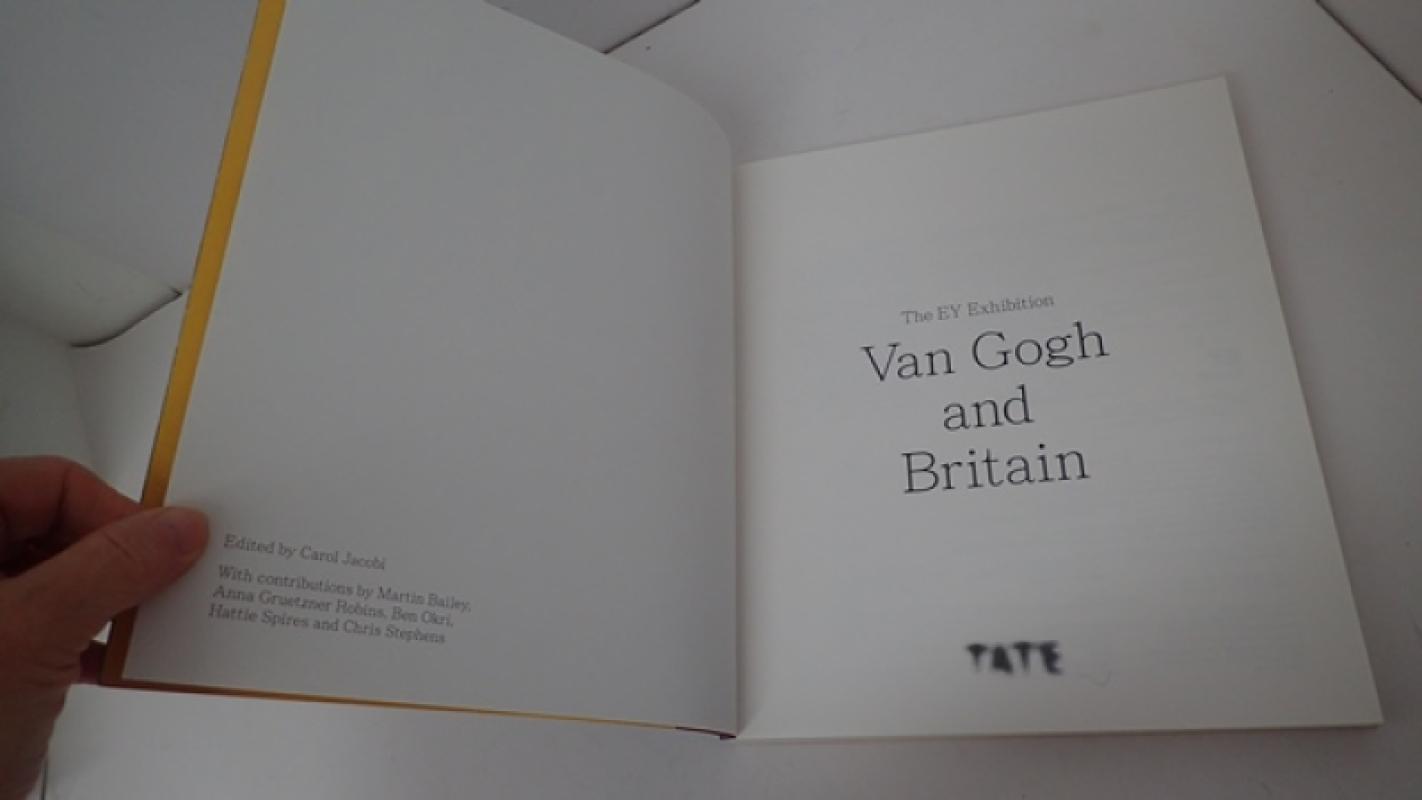 Edited by Carol Jacobi
With contributions by Martin Bailey,
Anna Gruetzner Robins, Ben Okri,
Hattie Spires and Chris Stephens
The EY Exhibition
Van Gogh
and
Britain
TATE